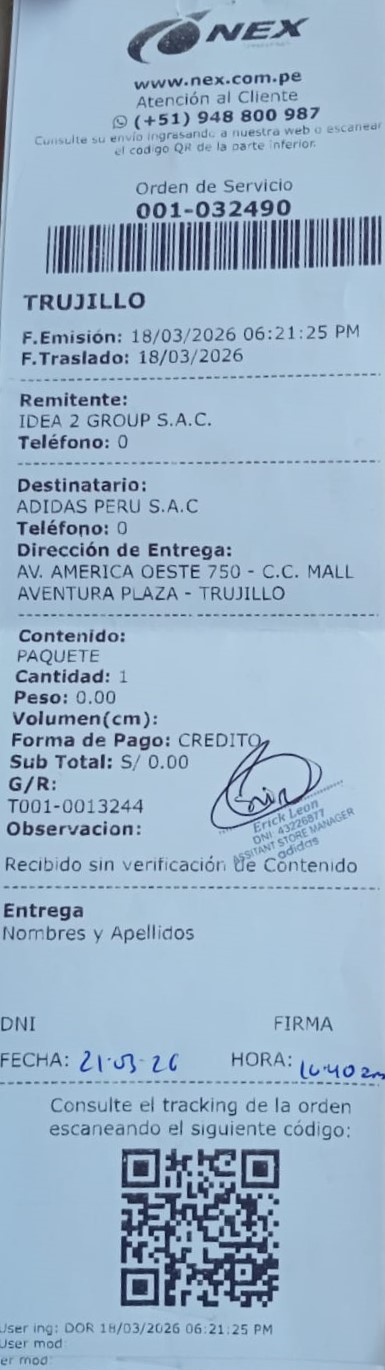 NEX
www.nex.com.pe
Atención al Cliente
(+51) 948 800 987
Consulte su envío ingresando a nuestra web o escanear
el código QR de la parte inferior.
Orden de Servicio
001-032490
TRUJILLO
F.Emisión: 18/03/2026 06:21:25 PM
F.Traslado: 18/03/2026
Remitente:
IDEA 2 GROUP S.A.C.
Teléfono: 0
Destinatario:
ADIDAS PERU S.A.C
Teléfono: 0
Dirección de Entrega:
AV. AMERICA OESTE 750 - C.C. MALL
AVENTURA PLAZA - TRUJILLO
Contenido:
PAQUETE
Cantidad: 1
Peso: 0.00
Volumen(cm):
Forma de Pago: CREDITO
Sub Total: S/ 0.00
G/R:
T001-0013244
Observacion:
Erick Leon
DNI: 43226877
ASSITANT STORE MANAGER
adidas
Recibido sin verificación de Contenido
Entrega
Nombres y Apellidos
DNI FIRMA
FECHA: 21-03-26 HORA:
Consulte el tracking de la orden
escaneando el siguiente código:
User ing: DOR 18/03/2026 06:21:25 PM
User mod:
er mod: